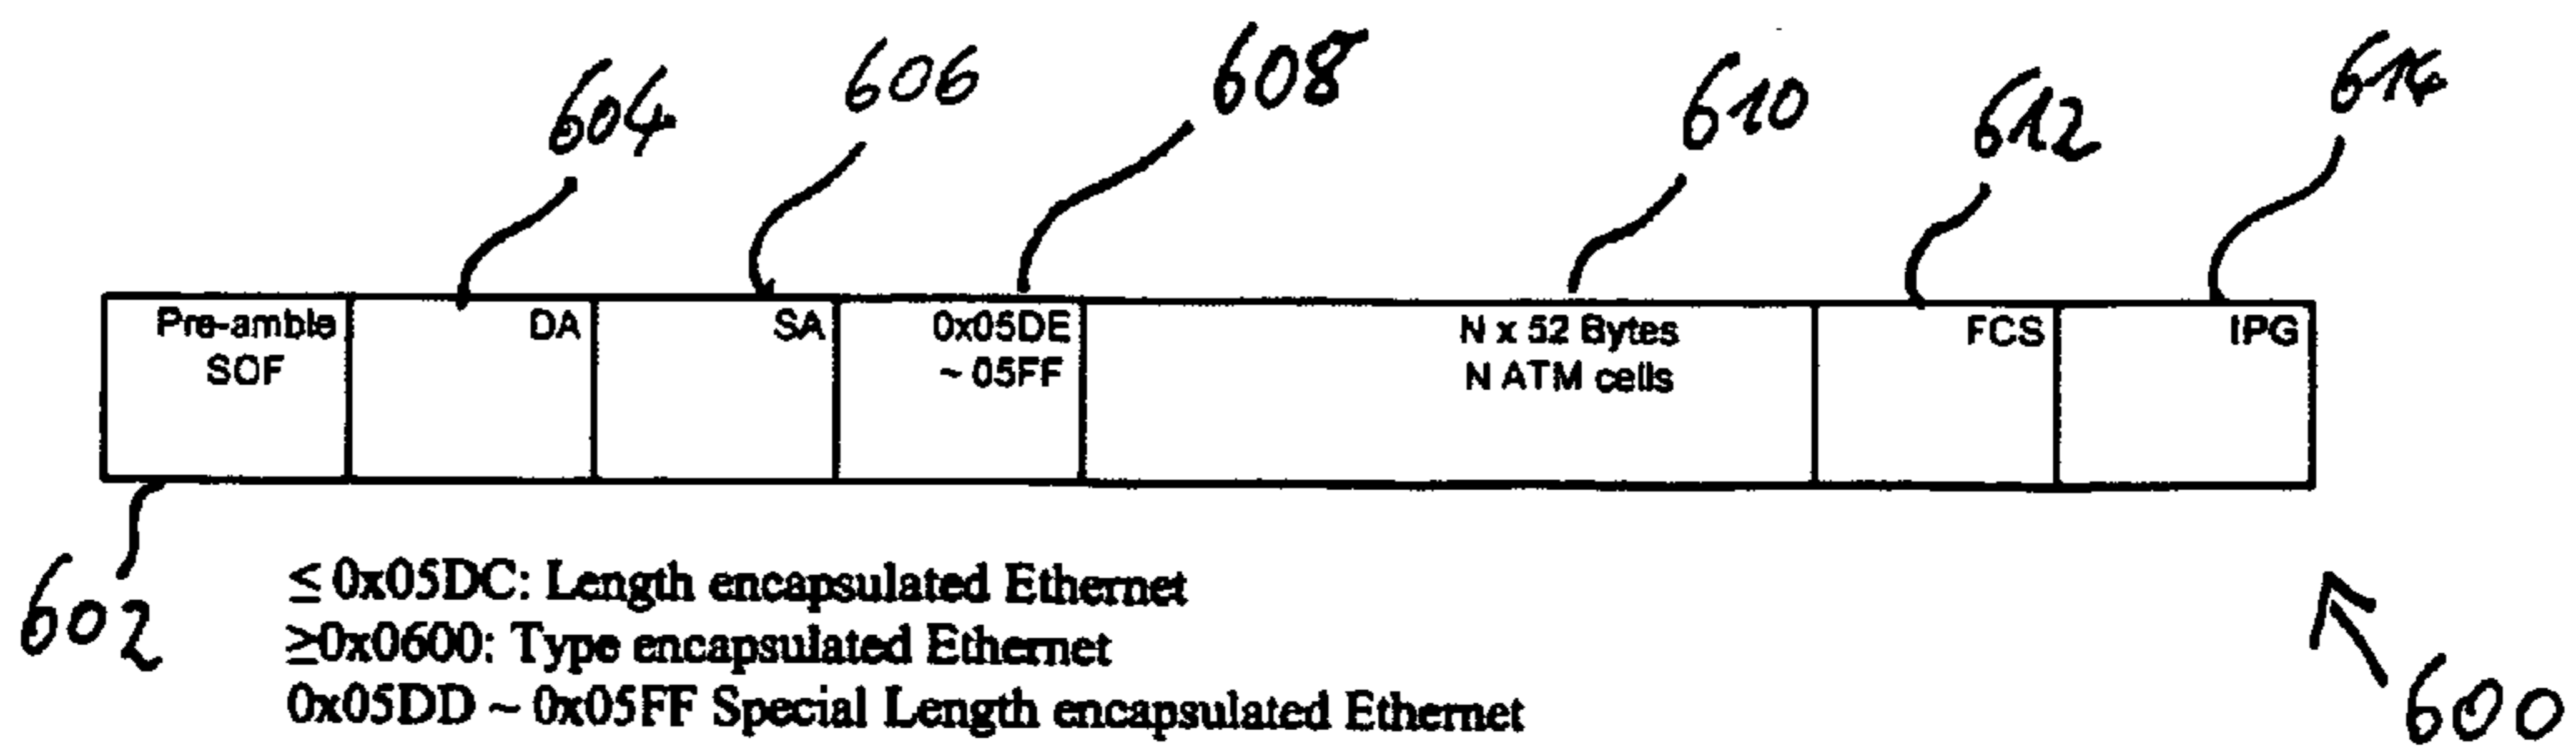 604 606 608 610 612 614
Pre-amble DA SA 0x05DE N x 52 Bytes FCS IPG
SOF ~ 05FF N ATM cells
602
≤ 0x05DC: Length encapsulated Ethernet
≥0x0600: Type encapsulated Ethernet
0x05DD ~ 0x05FF Special Length encapsulated Ethernet
600